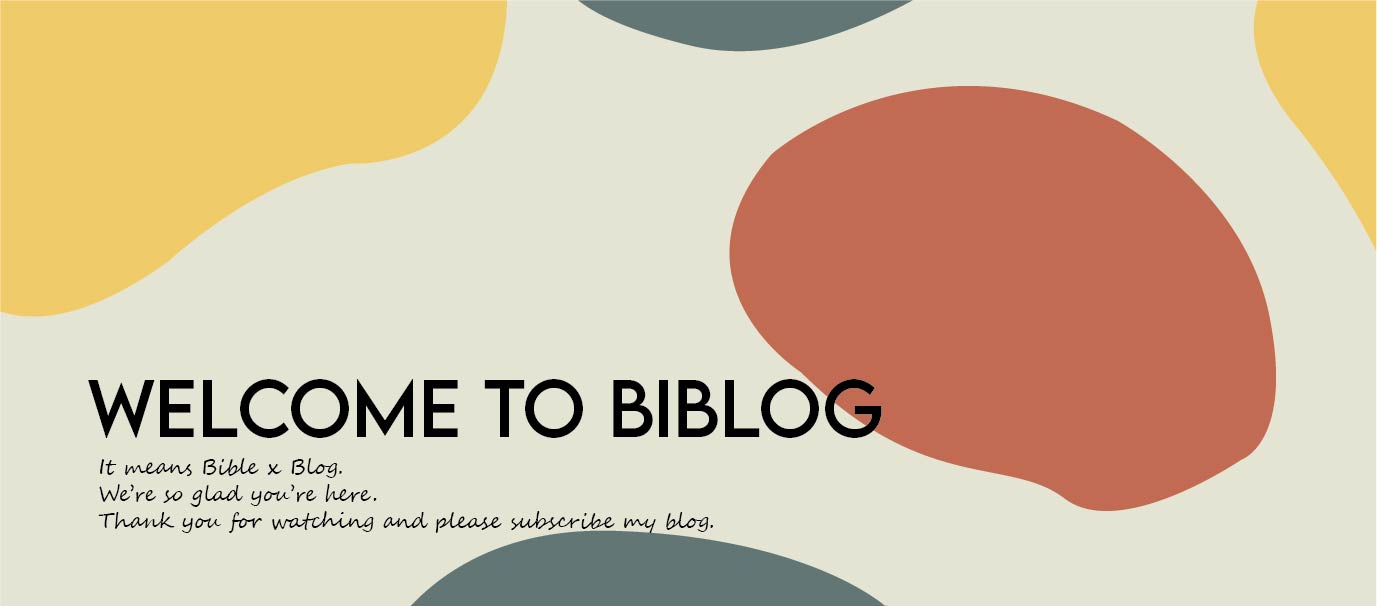 WELCOME TO BIBLOG
It means Bible x Blog.
We're so glad you're here.
Thank you for watching and please subscribe my blog.